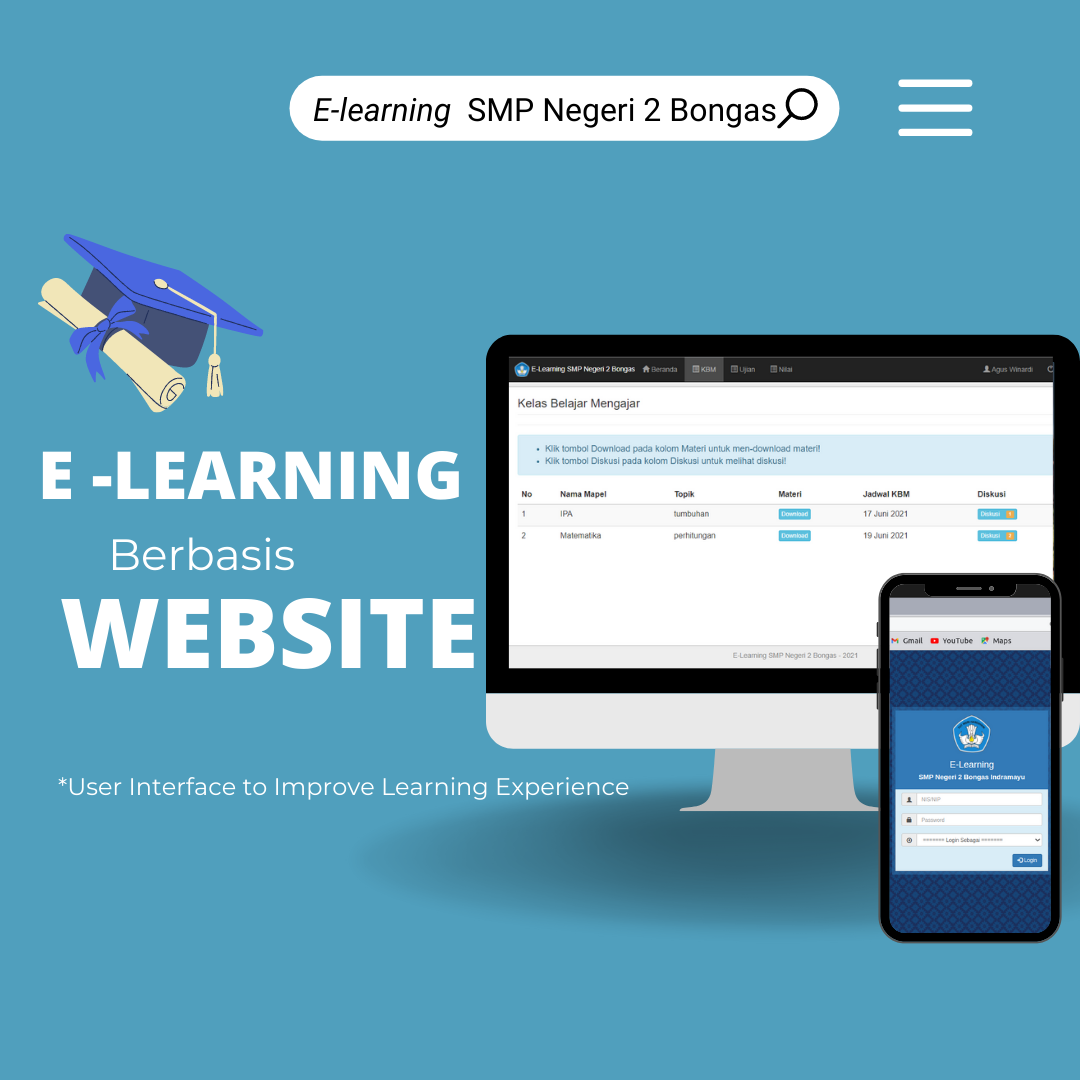 E-learning SMP Negeri 2 Bongas
E -LEARNING
Berbasis
WEBSITE
*User Interface to Improve Learning Experience
E-Learning SMP Negeri 2 Bongas Beranda KBM Ujian Nilai Agus Winardi
Kelas Belajar Mengajar
• Klik tombol Download pada kolom Materi untuk men-download materi!
• Klik tombol Diskusi pada kolom Diskusi untuk melihat diskusi!
No Nama Mapel Topik Materi Jadwal KBM Diskusi
1 IPA tumbuhan Download 17 Juni 2021 Diskusi 1
2 Matematika perhitungan Download 19 Juni 2021 Diskusi 2
E-Learning SMP Negeri 2 Bongas - 2021
Gmail YouTube Maps
E-Learning
SMP Negeri 2 Bongas Indramayu
NIS/NIP
Password
======= Login Sebagai =======
Login